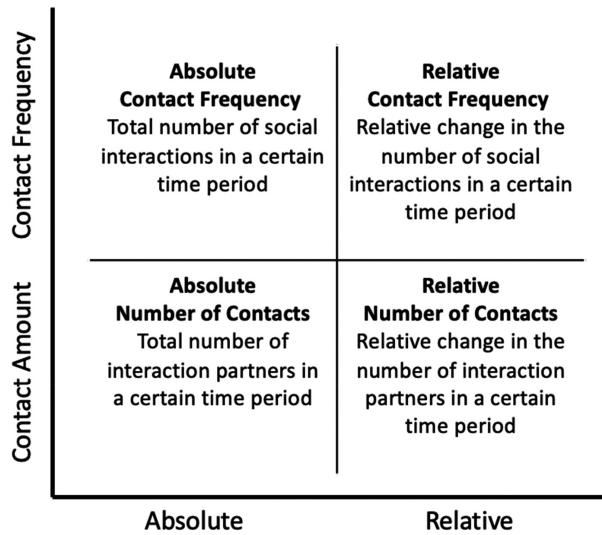 Contact Frequency
Absolute
Contact Frequency
Total number of social
interactions in a certain
time period
Relative
Contact Frequency
Relative change in the
number of social
interactions in a certain
time period
Contact Amount
Absolute
Number of Contacts
Total number of
interaction partners in
a certain time period
Relative
Number of Contacts
Relative change in the
number of interaction
partners in a certain
time period
Absolute
Relative